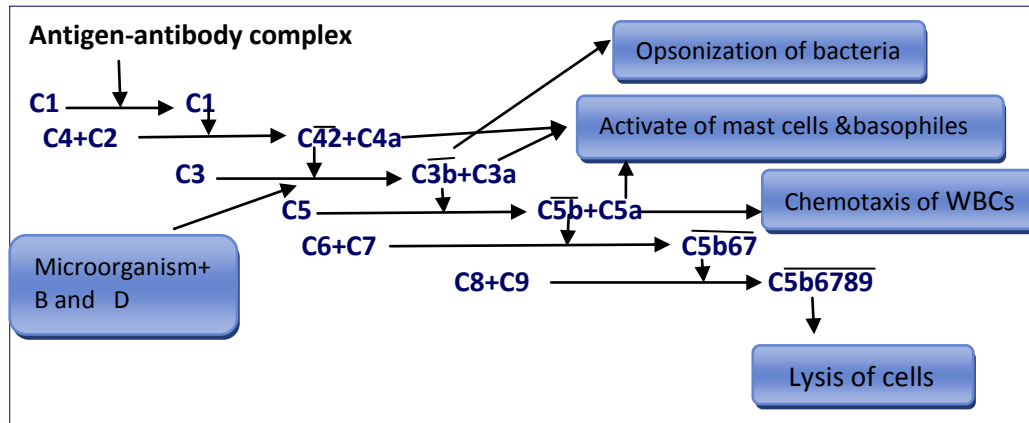 Antigen-antibody complex
Opsonization of bacteria
C1 C1
C4+C2 C42+C4a
Activate of mast cells &basophiles
C3 C3b+C3a
C5 C5b+C5a
Chemotaxis of WBCs
C6+C7 C5b67
Microorganism+
B and D
C8+C9 C5b6789
Lysis of cells